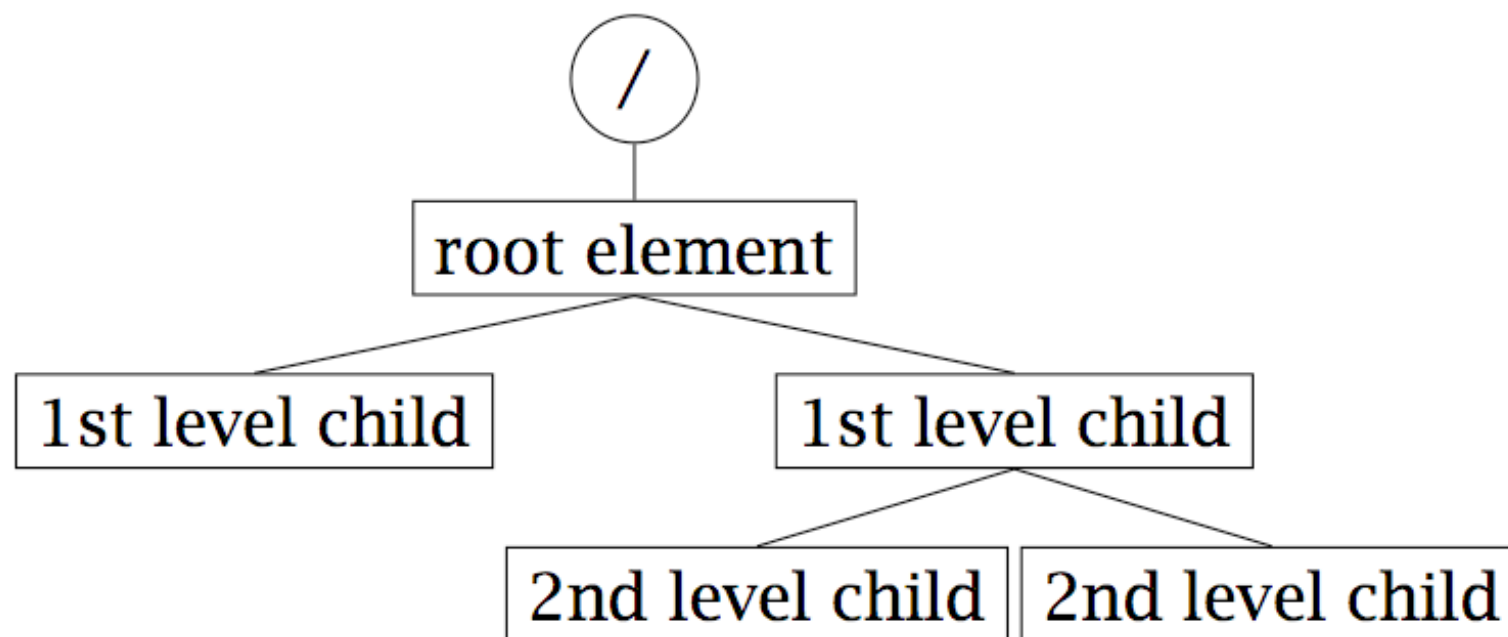 /
root element
1st level child
1st level child
2nd level child
2nd level child